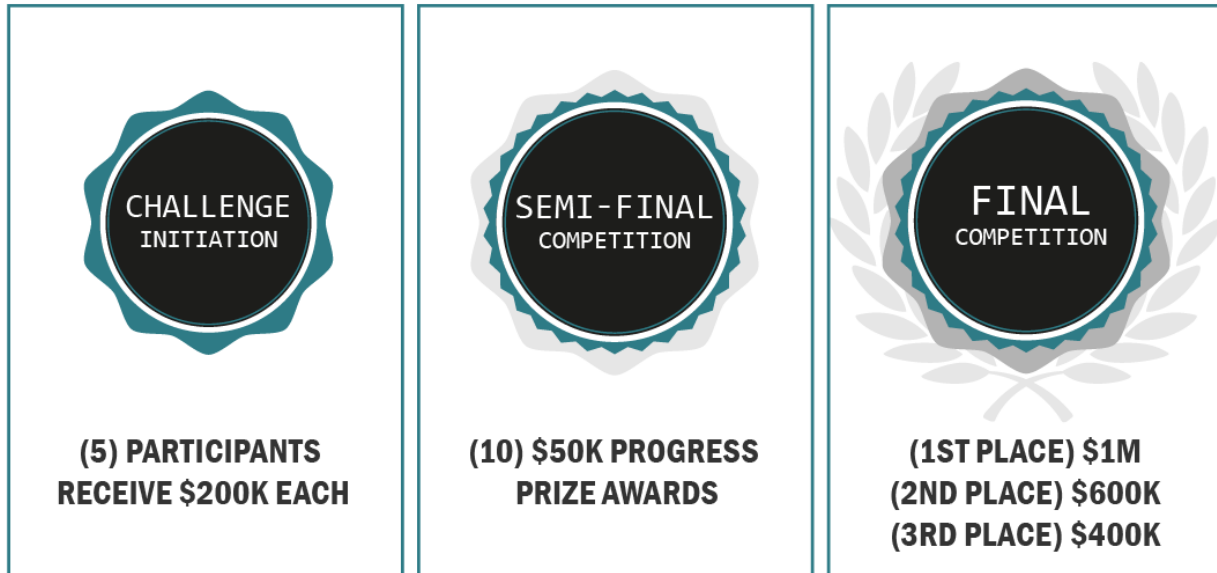 CHALLENGE
INITIATION
(5) PARTICIPANTS
RECEIVE $200K EACH
SEMI-FINAL
COMPETITION
(10) $50K PROGRESS
PRIZE AWARDS
FINAL
COMPETITION
(1ST PLACE) $1M
(2ND PLACE) $600K
(3RD PLACE) $400K